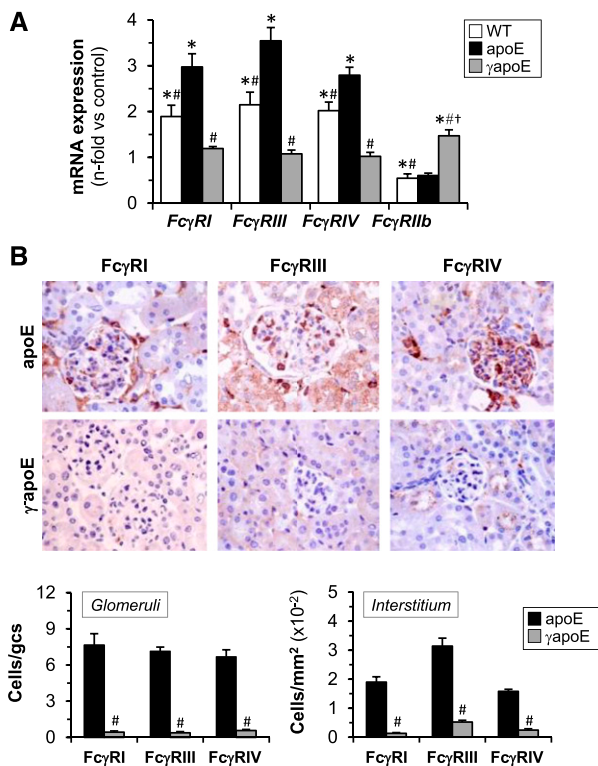 A
mRNA expression
(n-fold vs control)
4
3
2
1
0
*#
*
#
*#
*
#
*#
*
#
*#
*#†
WT
apoE
γapoE
FcγRI
FcγRIII
FcγRIV
FcγRIIb
B
FcγRI
FcγRIII
FcγRIV
apoE
γapoE
Cells/gcs
12
9
6
3
0
Glomeruli
#
#
#
FcγRI
FcγRIII
FcγRIV
Cells/mm² (x10⁻²)
5
4
3
2
1
0
Interstitium
#
#
#
FcγRI
FcγRIII
FcγRIV
apoE
γapoE